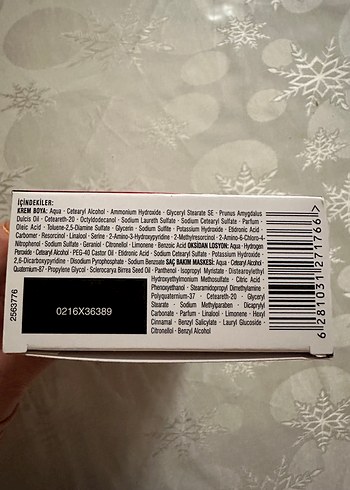 İÇİNDEKİLER:
KREM BOYA: Aqua · Cetearyl Alcohol · Ammonium Hydroxide · Glyceryl Stearate SE · Prunus Amygdalus
Dulcis Oil · Ceteareth-20 · Octyldodecanol · Sodium Laureth Sulfate · Sodium Cetearyl Sulfate · Parfum ·
Oleic Acid · Toluene-2,5-Diamine Sulfate · Glycerin · Sodium Sulfite · Potassium Hydroxide · Etidronic Acid ·
Carbomer · Resorcinol · Linalool · Serine · 2-Amino-3-Hydroxypyridine · 2-Methylresorcinol · 2-Amino-6-Chloro-4-
Nitrophenol · Sodium Sulfate · Geraniol · Citronellol · Limonene · Benzoic Acid OKSİDAN LOSYON: Aqua · Hydrogen
Peroxide · Cetearyl Alcohol · PEG-40 Castor Oil · Etidronic Acid · Sodium Cetearyl Sulfate · Potassium Hydroxide ·
2,6-Dicarboxypyridine · Disodium Pyrophosphate · Sodium Benzoate SAÇ BAKIM MASKESİ: Aqua · Cetearyl Alcohol ·
Quaternium-87 · Propylene Glycol · Sclerocarya Birrea Seed Oil · Panthenol · Isopropyl Myristate · Distearoylethyl
Hydroxyethylmonium Methosulfate · Citric Acid ·
Phenoxyethanol · Stearamidopropyl Dimethylamine ·
Polyquaternium-37 · Ceteareth-20 · Glyceryl
Stearate · Sodium Methylparaben · Dicaprylyl
Carbonate · Parfum · Linalool · Limonene · Hexyl
Cinnamal · Benzyl Salicylate · Lauryl Glucoside ·
Citronellol · Benzyl Alcohol
0216X36389
2563776
6 281031 271766 >